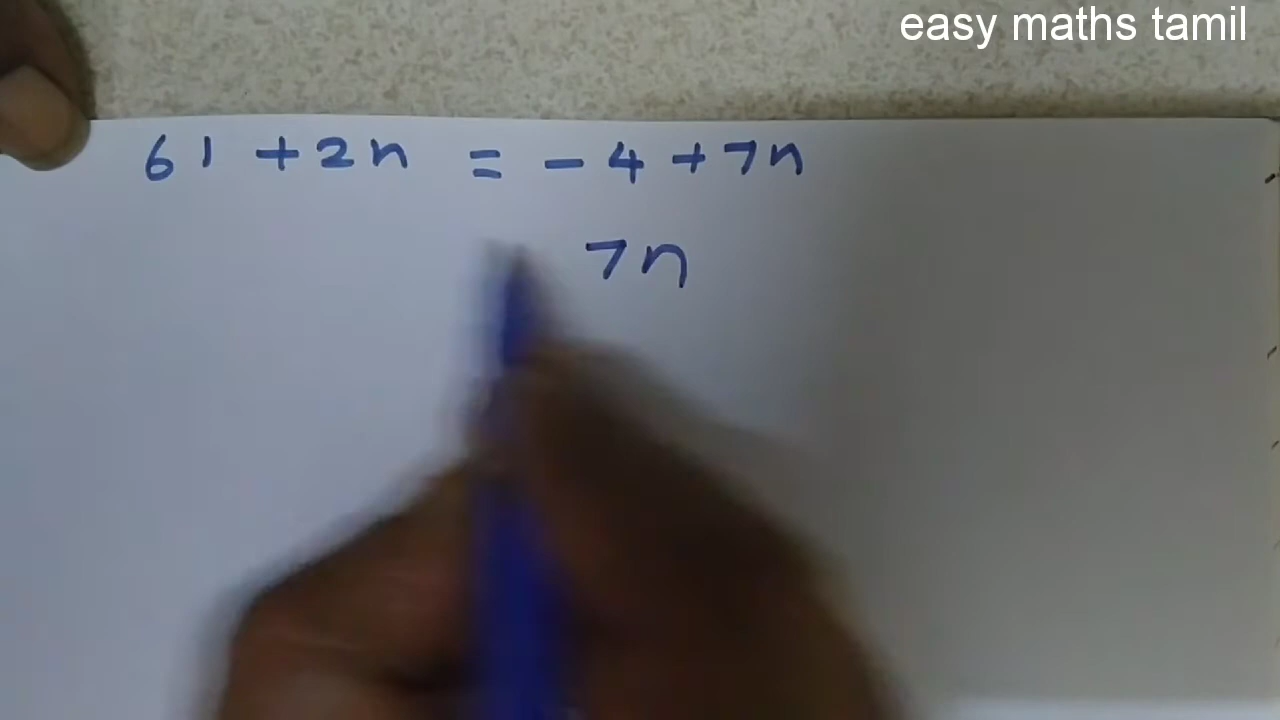 easy maths tamil
61 + 2n = - 4 + 7n
7n